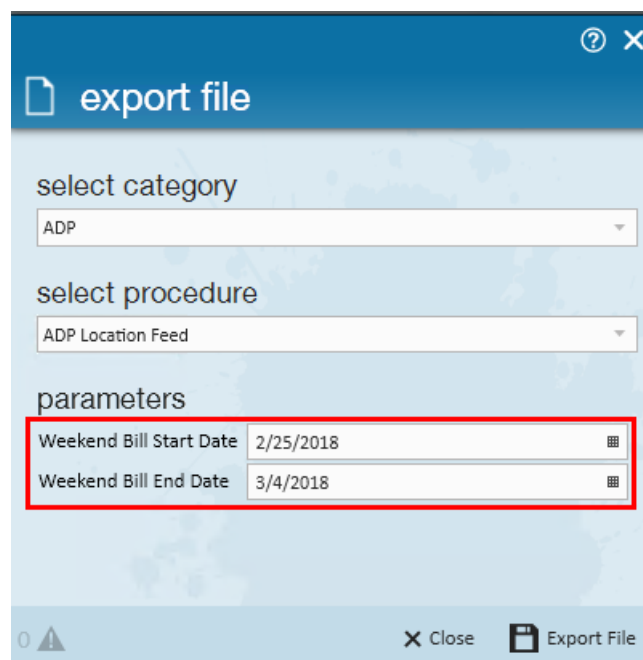 export file
select category
ADP
select procedure
ADP Location Feed
parameters
Weekend Bill Start Date 2/25/2018
Weekend Bill End Date 3/4/2018
0 Close Export File